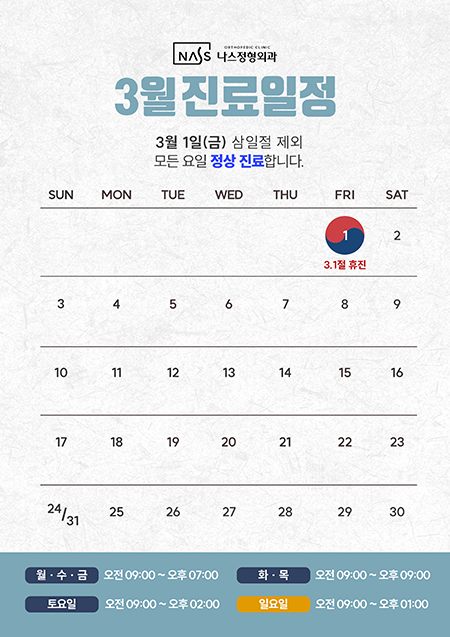 ORTHOPEDIC CLINIC
NASS 나스정형외과
3월 진료일정
3월 1일(금) 삼일절 제외
모든 요일 정상 진료합니다.
SUN MON TUE WED THU FRI SAT
1 2
3.1절 휴진
3 4 5 6 7 8 9
10 11 12 13 14 15 16
17 18 19 20 21 22 23
24/31 25 26 27 28 29 30
월 · 수 · 금 오전 09:00 ~ 오후 07:00 화 · 목 오전 09:00 ~ 오후 09:00
토요일 오전 09:00 ~ 오후 02:00 일요일 오전 09:00 ~ 오후 01:00